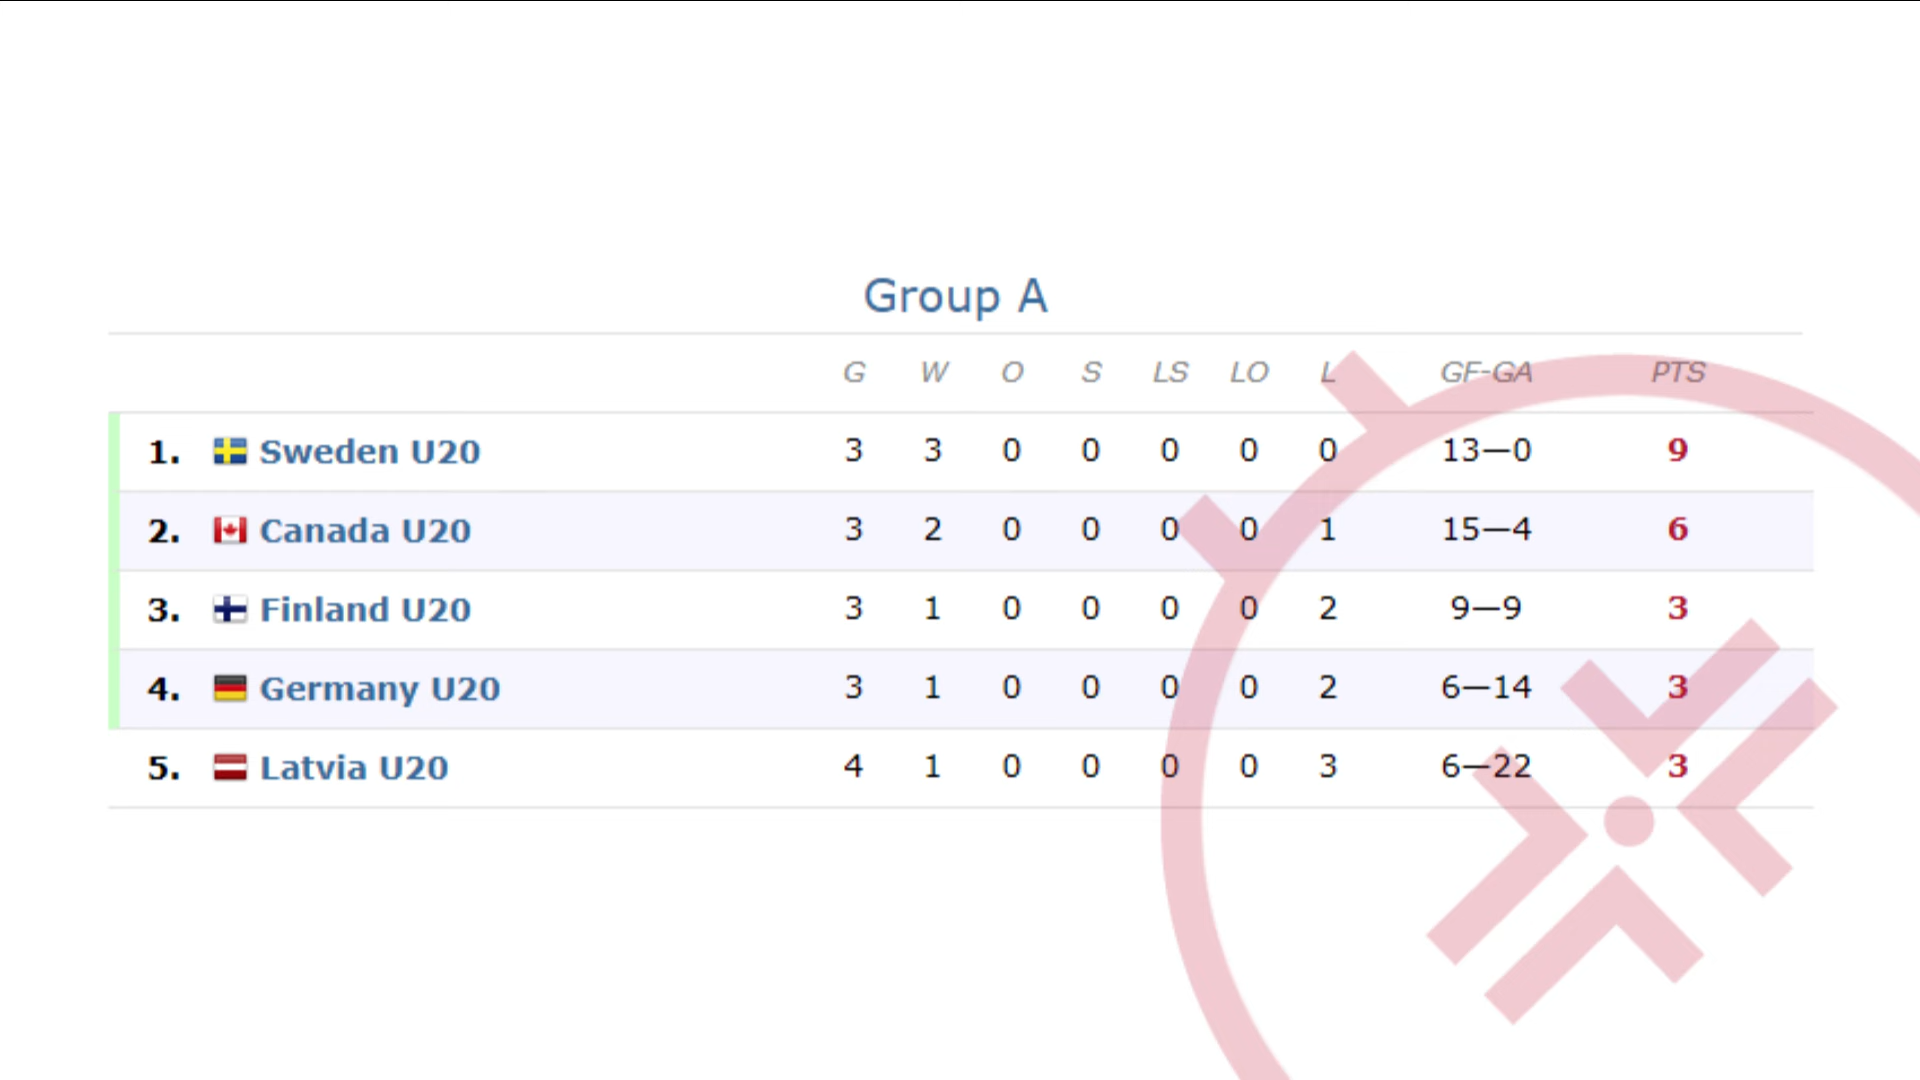 Group A
G W O S LS LO L GF-GA PTS
1. Sweden U20 3 3 0 0 0 0 0 13—0 9
2. Canada U20 3 2 0 0 0 0 1 15—4 6
3. Finland U20 3 1 0 0 0 0 2 9—9 3
4. Germany U20 3 1 0 0 0 0 2 6—14 3
5. Latvia U20 4 1 0 0 0 0 3 6—22 3